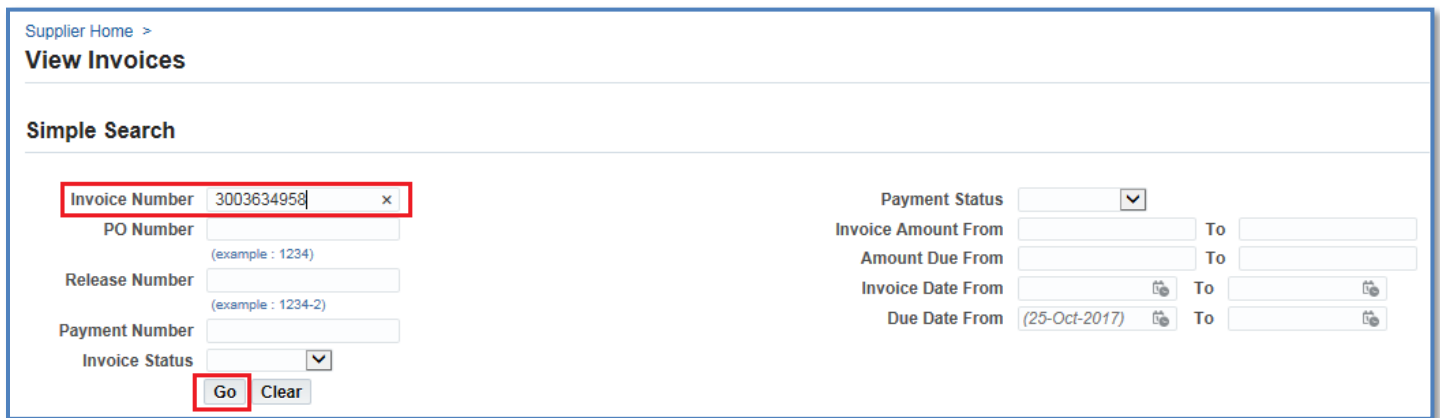 Supplier Home >
View Invoices
Simple Search
Invoice Number 3003634958 ×
PO Number
(example : 1234)
Release Number
(example : 1234-2)
Payment Number
Invoice Status
Go Clear
Payment Status
Invoice Amount From To
Amount Due From To
Invoice Date From To
Due Date From (25-Oct-2017) To